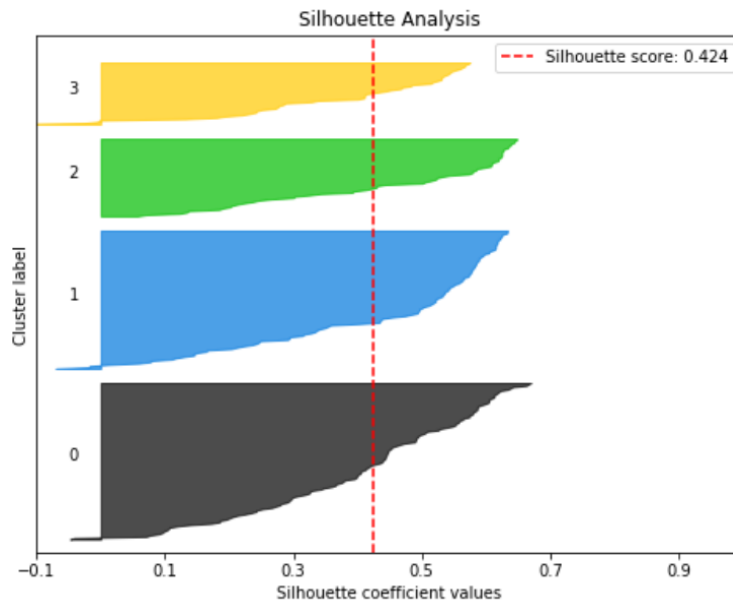 Silhouette Analysis
Silhouette score: 0.424
3
2
1
0
Cluster label
−0.1 0.1 0.3 0.5 0.7 0.9
Silhouette coefficient values